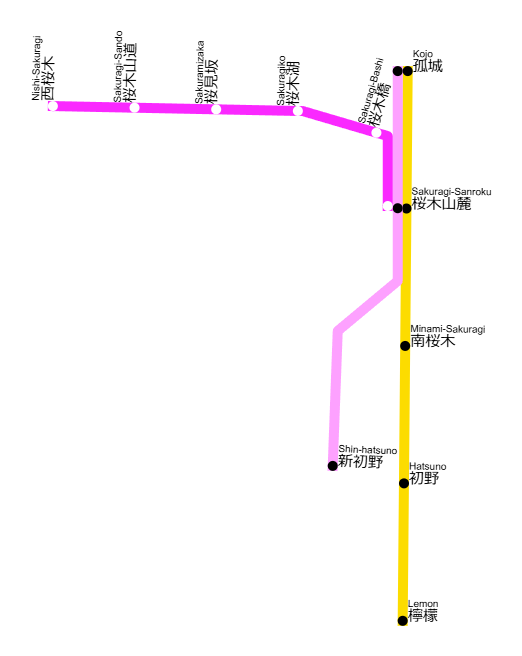 Nishi-Sakuragi
西桜木
Sakuragi-Sando
桜木山道
Sakuramizaka
桜見坂
Sakuragiko
桜木湖
Sakuragi-Bashi
桜木橋
Kojo
孤城
Sakuragi-Sanroku
桜木山麓
Minami-Sakuragi
南桜木
Shin-hatsuno
新初野
Hatsuno
初野
Lemon
檸檬